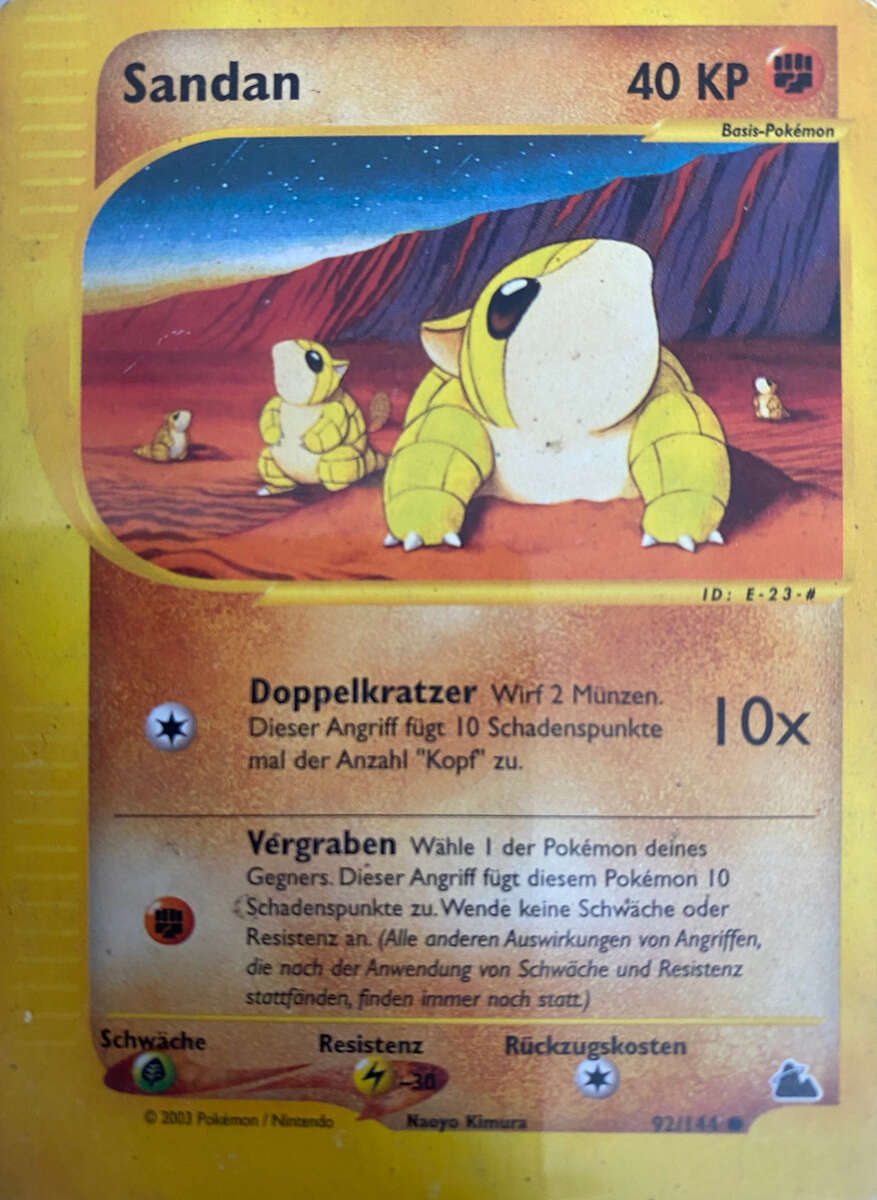 Sandan 40 KP
Basis-Pokémon
ID: E-23-#
Doppelkratzer Wirf 2 Münzen.
Dieser Angriff fügt 10 Schadenspunkte
mal der Anzahl "Kopf" zu.
10x
Vergraben Wähle 1 der Pokémon deines
Gegners. Dieser Angriff fügt diesem Pokémon 10
Schadenspunkte zu. Wende keine Schwäche oder
Resistenz an. (Alle anderen Auswirkungen von Angriffen,
die nach der Anwendung von Schwäche und Resistenz
stattfänden, finden immer noch statt.)
Schwäche Resistenz Rückzugskosten
-30
© 2003 Pokémon / Nintendo Naoyo Kimura 92/144